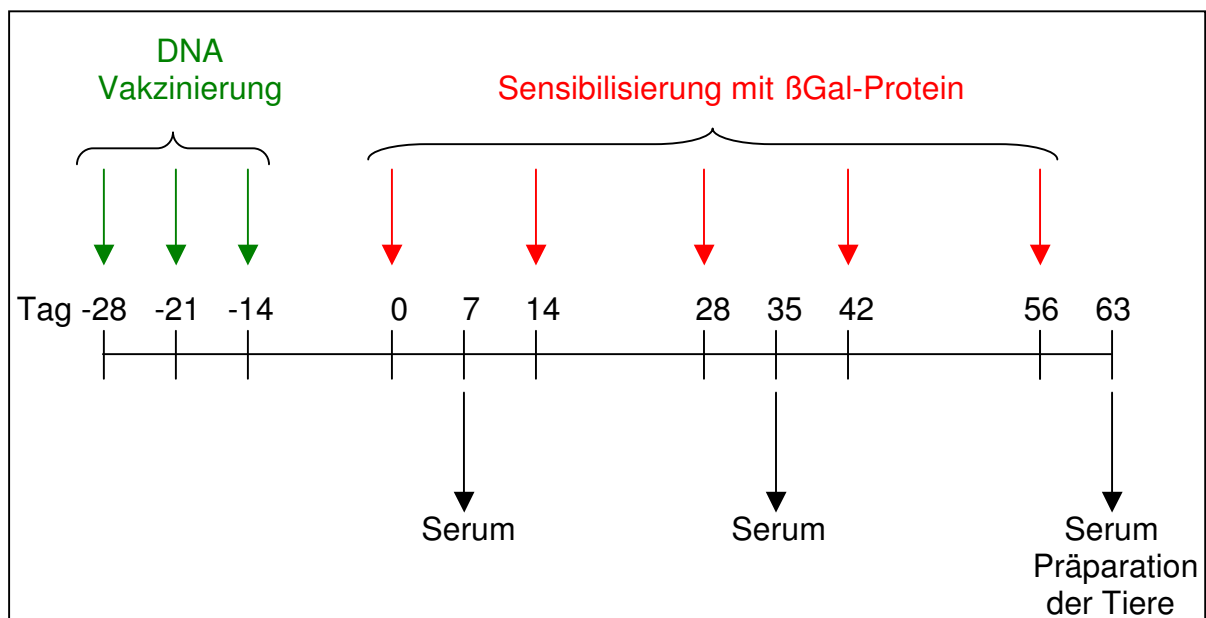 DNA
Vakzinierung
Sensibilisierung mit ßGal-Protein
Tag -28 -21 -14 0 7 14 28 35 42 56 63
Serum Serum Serum
Präparation
der Tiere